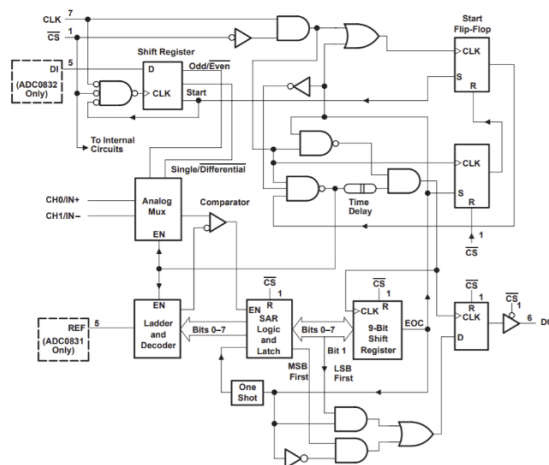 CLK 7
CS 1
DI 5
(ADC0832
Only)
Shift Register
Odd/Even
D
CLK
Start
To Internal
Circuits
Single/Differential
Start
Flip-Flop
CLK
S
R
CLK
S
R
1
CS
Time
Delay
CH0/IN+
CH1/IN−
Analog
Mux
EN
Comparator
REF 5
(ADC0831
Only)
EN
Ladder
and
Decoder
Bits 0–7
CS
1
R
EN
SAR
Logic
and
Latch
Bits 0–7
Bit 1
MSB
First
LSB
First
CS
1
R
CLK
9-Bit
Shift
Register
EOC
One
Shot
CS
1
R
CLK
D
CS
1
6